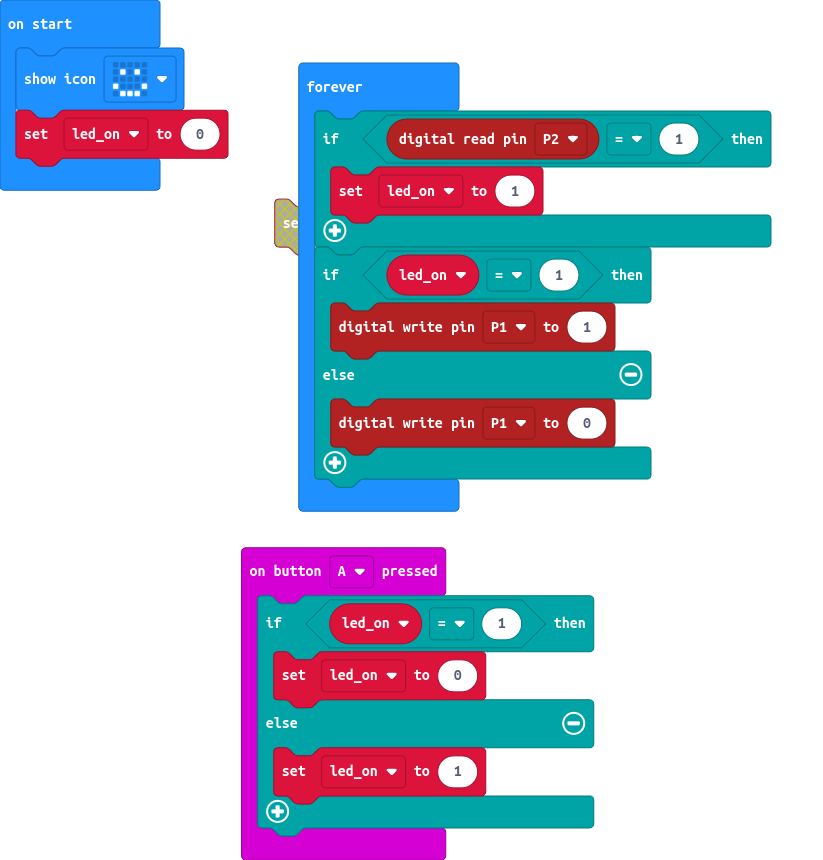 on start
show icon
set led_on to 0
forever
if digital read pin P2 = 1 then
set led_on to 1
if led_on = 1 then
digital write pin P1 to 1
else
digital write pin P1 to 0
on button A pressed
if led_on = 1 then
set led_on to 0
else
set led_on to 1